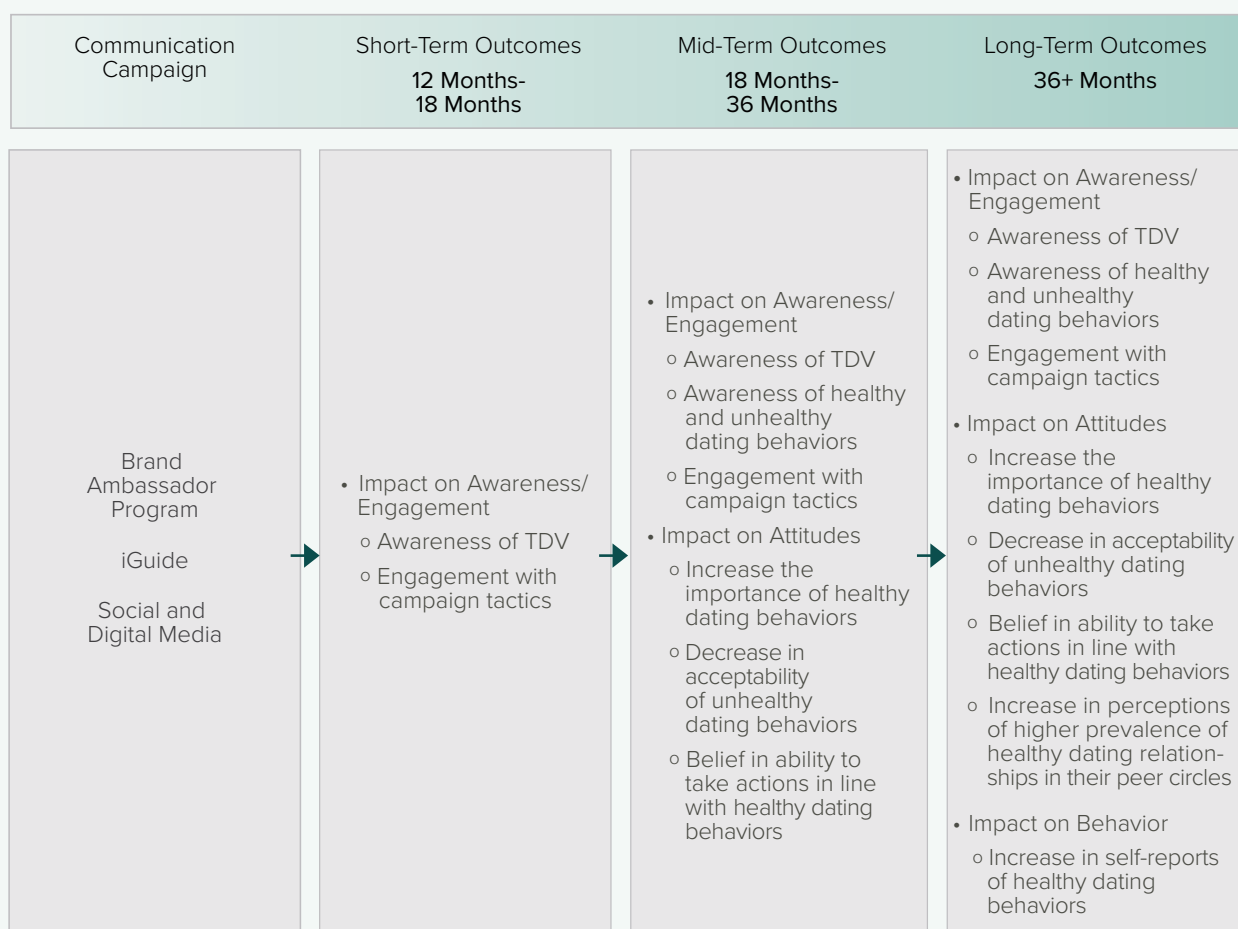 Communication
Campaign
Short-Term Outcomes
12 Months-
18 Months
Mid-Term Outcomes
18 Months-
36 Months
Long-Term Outcomes
36+ Months
Brand
Ambassador
Program
iGuide
Social and
Digital Media
• Impact on Awareness/
Engagement
o Awareness of TDV
o Engagement with
campaign tactics
• Impact on Awareness/
Engagement
o Awareness of TDV
o Awareness of healthy
and unhealthy
dating behaviors
o Engagement with
campaign tactics
• Impact on Attitudes
o Increase the
importance of healthy
dating behaviors
o Decrease in
acceptability
of unhealthy
dating behaviors
o Belief in ability to
take actions in line
with healthy dating
behaviors
• Impact on Awareness/
Engagement
o Awareness of TDV
o Awareness of healthy
and unhealthy
dating behaviors
o Engagement with
campaign tactics
• Impact on Attitudes
o Increase the
importance of healthy
dating behaviors
o Decrease in acceptability
of unhealthy dating
behaviors
o Belief in ability to take
actions in line with
healthy dating behaviors
o Increase in perceptions
of higher prevalence of
healthy dating relation-
ships in their peer circles
• Impact on Behavior
o Increase in self-reports
of healthy dating
behaviors